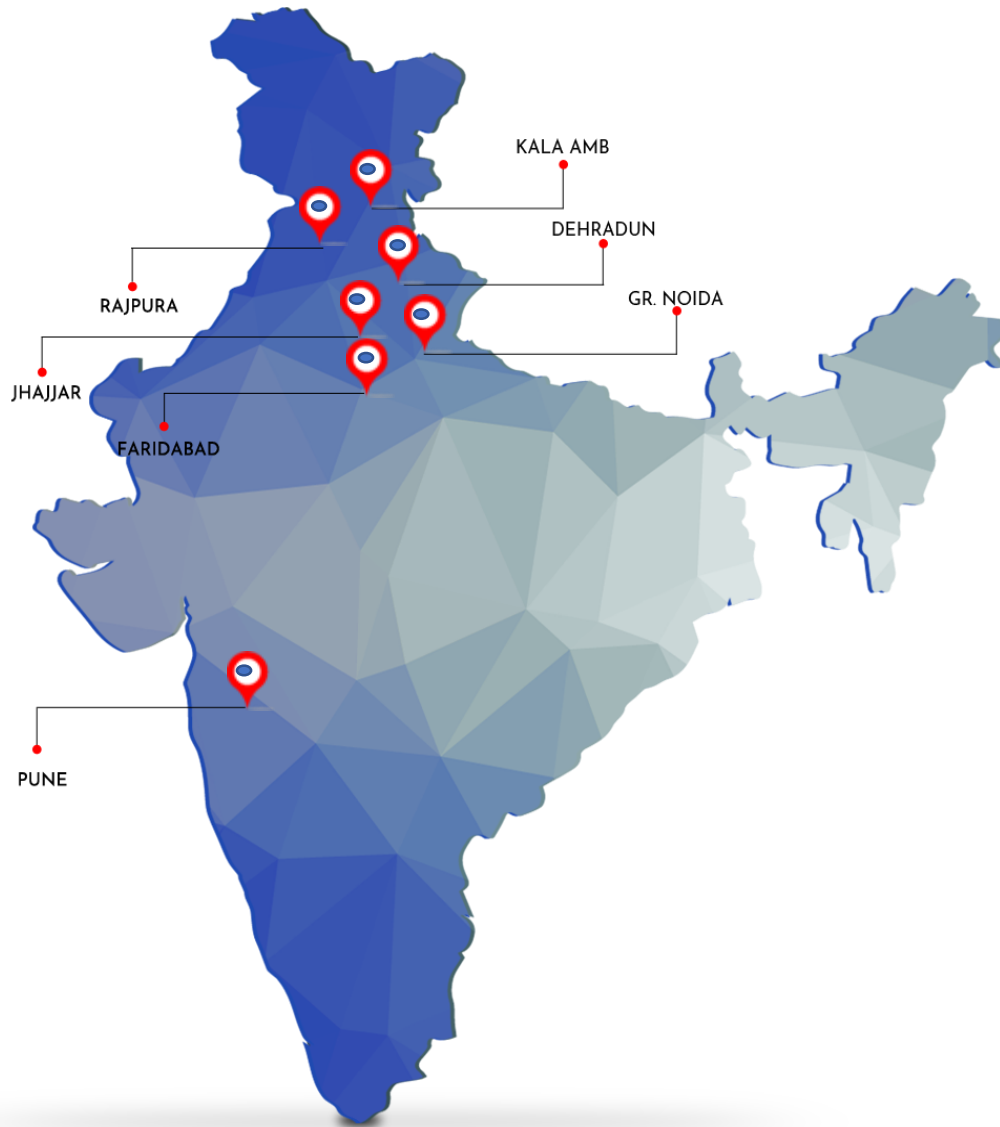 KALA AMB
DEHRADUN
GR. NOIDA
RAJPURA
JHAJJAR
FARIDABAD
PUNE